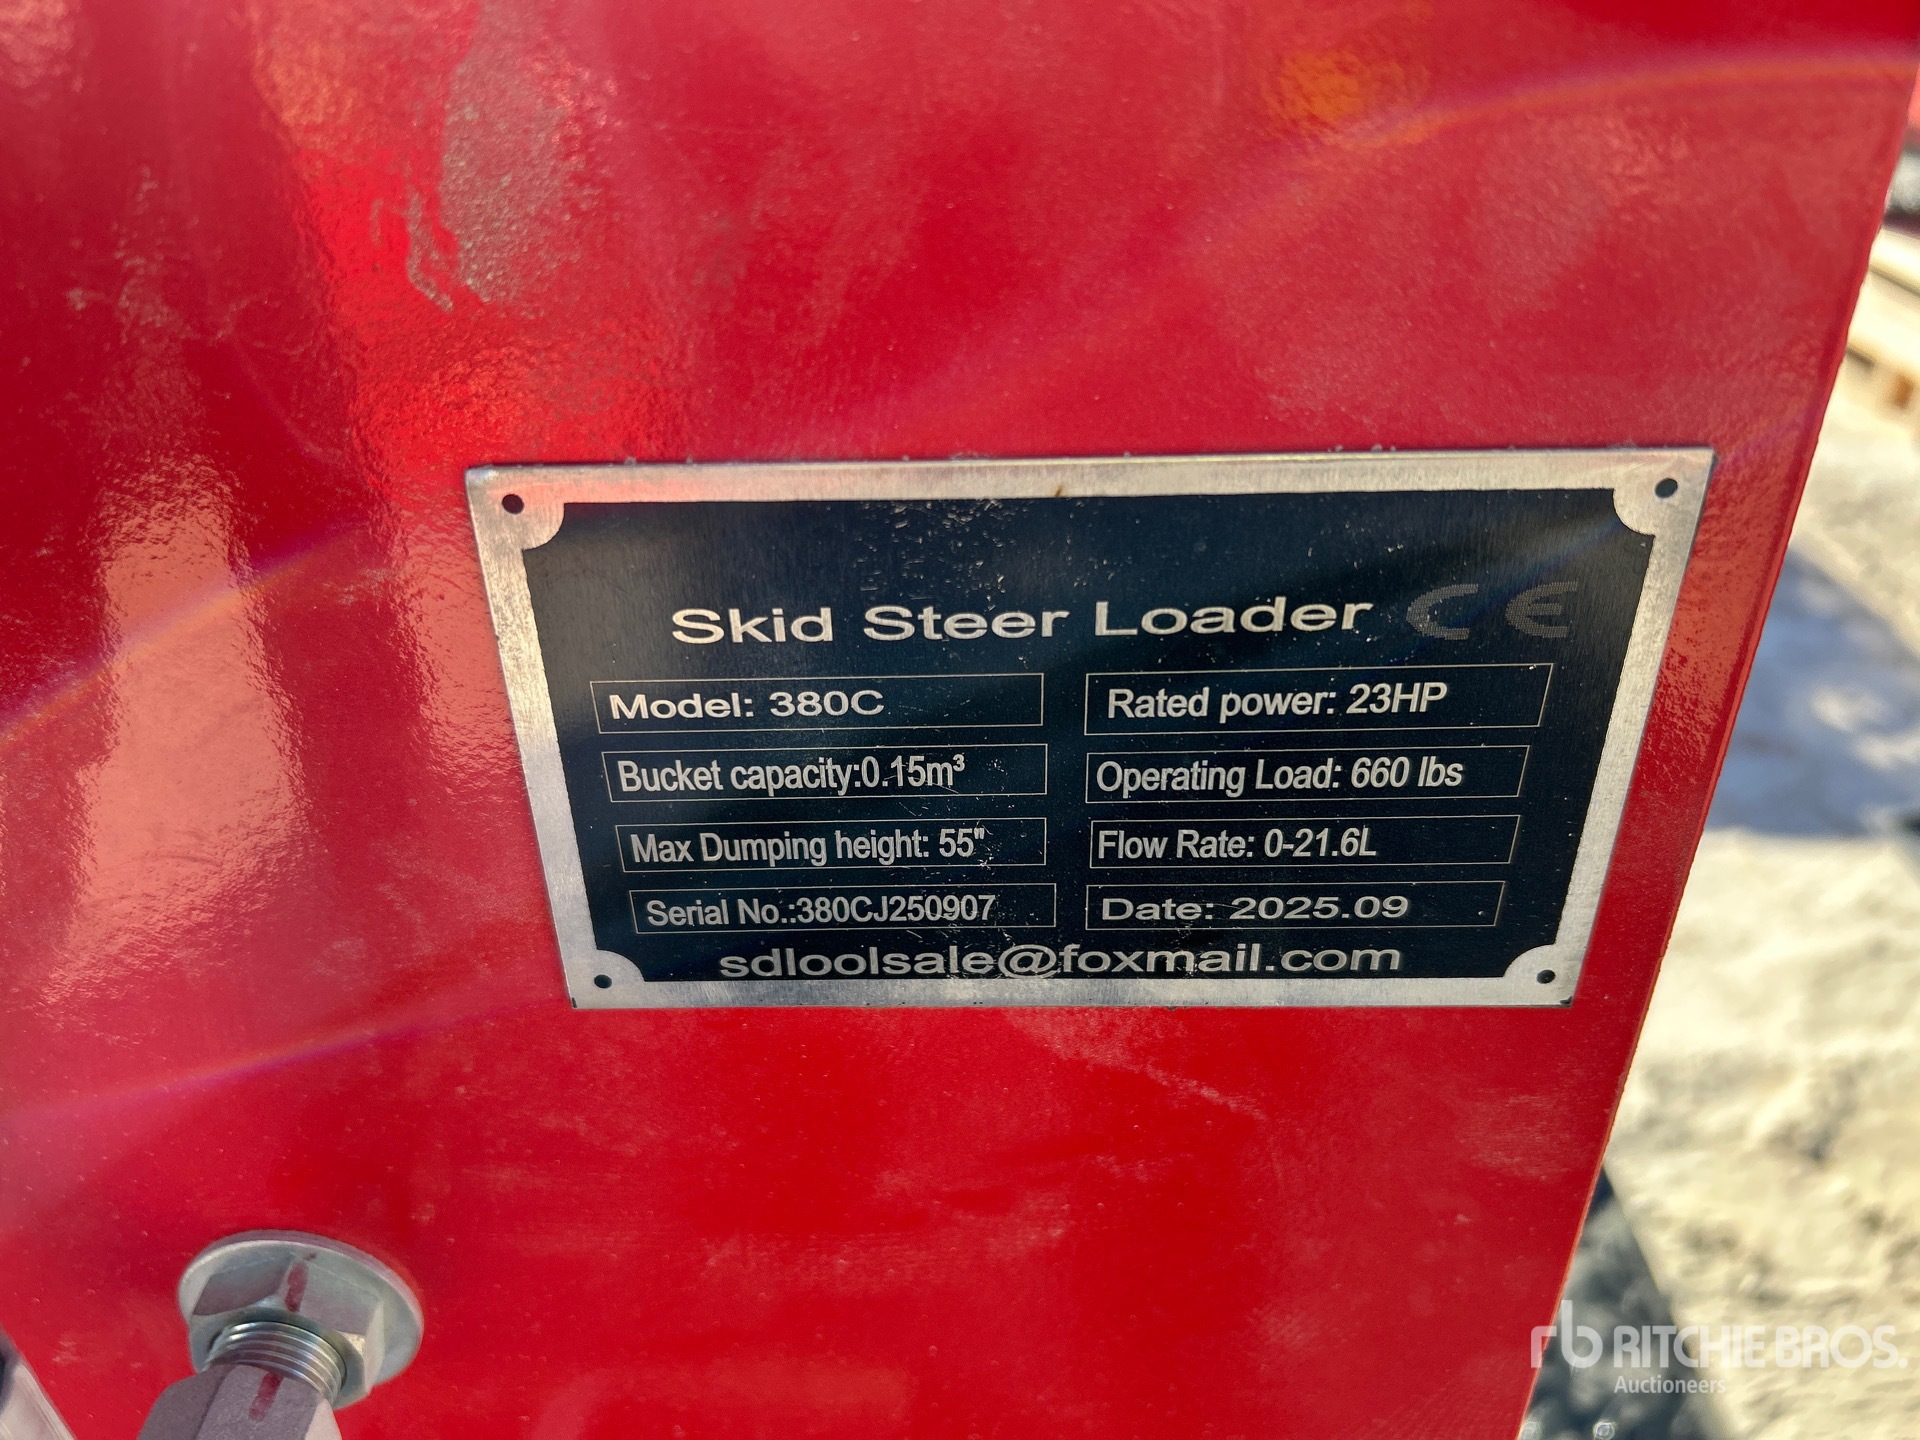 Skid Steer Loader CE
Model: 380C
Rated power: 23HP
Bucket capacity:0.15m³
Operating Load: 660 lbs
Max Dumping height: 55"
Flow Rate: 0-21.6L
Serial No.:380CJ250907
Date: 2025.09
sdloolsale@foxmail.com
rb RITCHIE BROS.
Auctioneers